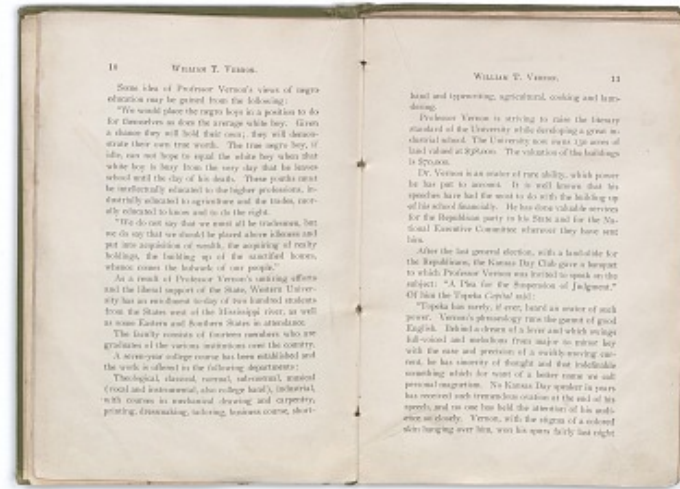 18 WILLIAM T. VERNON.
Some idea of Professor Vernon's views of negro
education may be gained from the following:
"We would place the negro boys in a position to do
for themselves as does the average white boy. Given
a chance they will hold their own; they will demon-
strate their own true worth. The true negro boy, if
idle, can not hope to equal the white boy when that
white boy is busy from the very day that he leaves
school until the day of his death. These youths must
be intellectually educated to the higher professions, in-
dustrially educated to agriculture and the trades, mor-
ally educated to know and to do the right.
"We do not say that we must all be tradesmen, but
we do say that we should be placed above idleness and
put into acquisition of wealth, the acquiring of realty
holdings, the building up of the sanctified homes,
whence comes the bulwark of our people."
As a result of Professor Vernon's untiring efforts
and the liberal support of the State, Western Univer-
sity has an enrollment to-day of two hundred students
from the States west of the Mississippi river, as well
as some Eastern and Southern States in attendance.
The faculty consists of fourteen members who are
graduates of the various institutions over the country.
A seven-year college course has been established and
the work is offered in the following departments:
Theological, classical, normal, sub-normal, musical
(vocal and instrumental, also college band), industrial,
with courses in mechanical drawing and carpentry,
printing, dressmaking, tailoring, business course, short-
WILLIAM T. VERNON.
hand and typewriting, agricultural, cooking and laun-
dering.
Professor Vernon is striving to raise the literary
standard of the University while developing a great in-
dustrial school. The University now owns 130 acres of
land valued at The valuation of the buildings
is $70,000.
Dr. Vernon is an orator of rare ability, which power
he has put to account. It is well known that his
speeches have had the most to do with the building up
of his school financially. He has done valuable services
for the Republican party in his State and for the Na-
tional Executive Committee wherever they have sent
him.
After the last general election, with a landslide for
the Republicans, the Kansas Day Club gave a banquet
to which Professor Vernon was invited to speak on the
subject: "A Plea for the Suspension of Judgment."
Of him the Topeka Capital said:
"Topeka has rarely, if ever, heard an orator of such
power. Vernon's phraseology runs the gamut of good
English. Behind a dream of a lover and which swings
full-voiced and melodious from major to minor key
with the ease and precision of a swiftly-moving cur-
rent, he has sincerity of thought and that indefinable
something which for want of a better name we call
personal magnetism. No Kansas Day speaker in years
has received such tremendous ovation at the end of his
speech, and no one has held the attention of his audi-
ence so closely. Vernon, with the stigma of a colored
skin hanging over him, won his spurs fairly last night